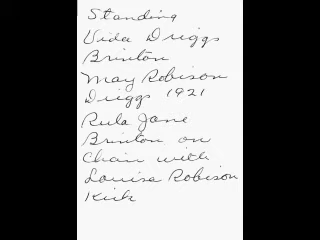 Standing
Vida Driggs
Brinton
May Robison
Driggs 1921
Rula Jane
Brinton on
Chair with
Louise Robison
Kirk